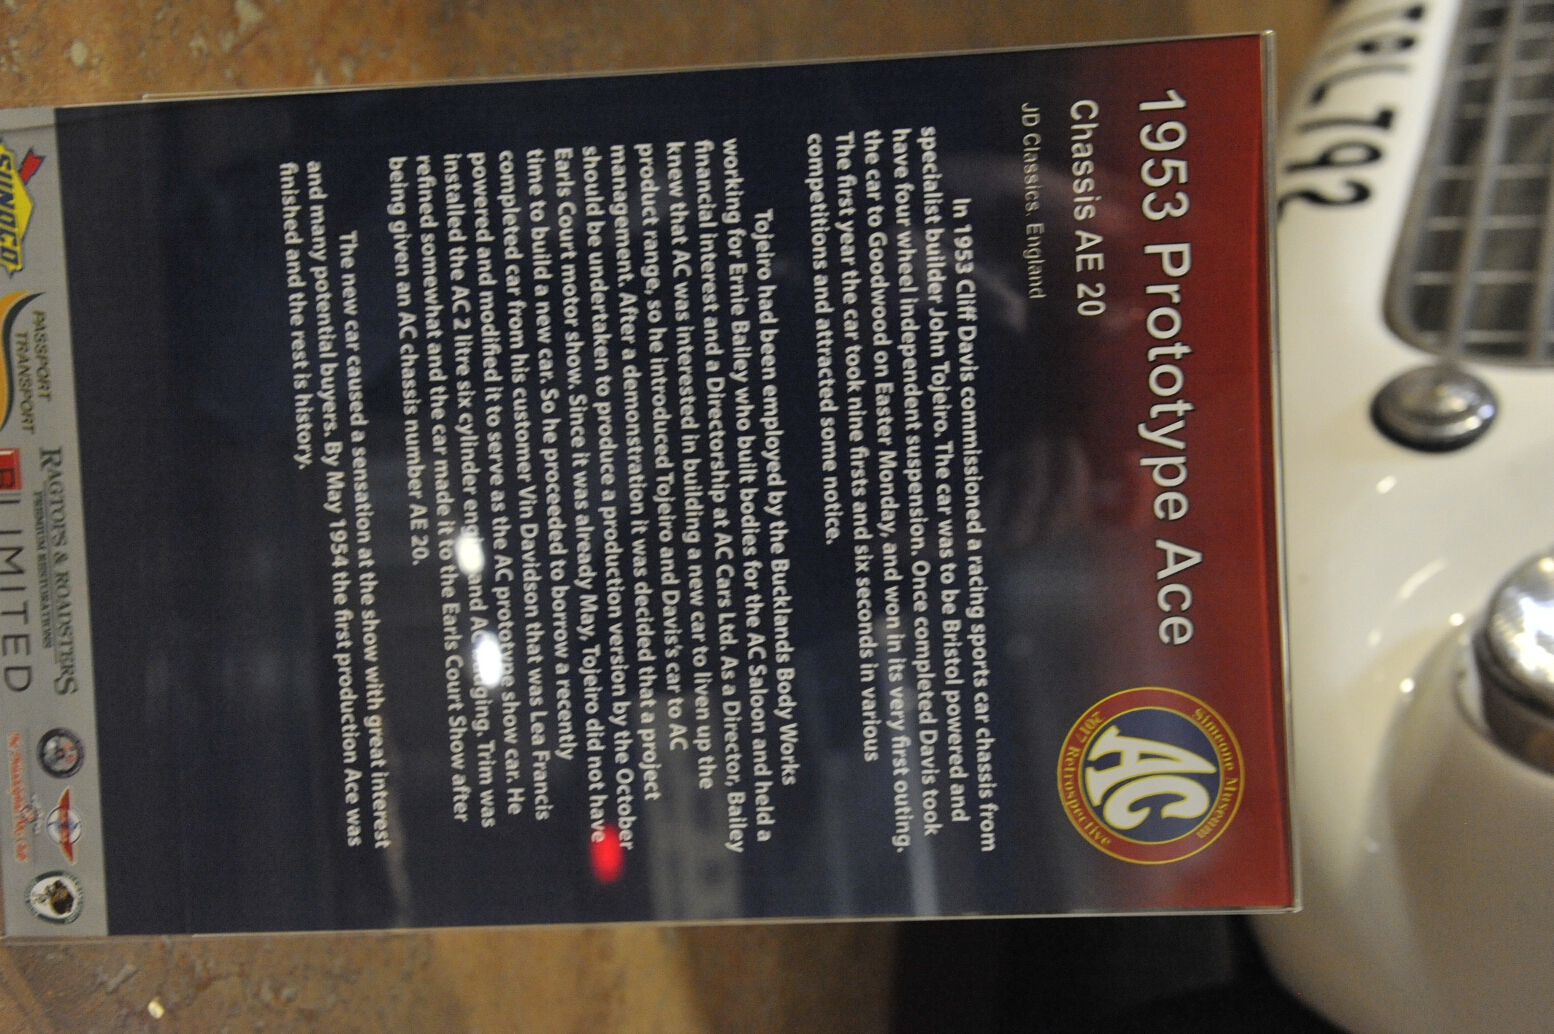 1953 Prototype Ace
Chassis AE 20
JD Classics, England
AC
Simeone Museum
2017 Retrospective
In 1953 Cliff Davis commissioned a racing sports car chassis from
specialist builder John Tojeiro. The car was to be Bristol powered and
have four wheel independent suspension. Once completed Davis took
the car to Goodwood on Easter Monday, and won in its very first outing.
The first year the car took nine firsts and six seconds in various
competitions and attracted some notice.
Tojeiro had been employed by the Bucklands Body Works
working for Ernie Bailey who built bodies for the AC Saloon and held a
financial interest and a Directorship at AC Cars Ltd. As a Director, Bailey
knew that AC was interested in building a new car to liven up the
product range, so he introduced Tojeiro and Davis's car to AC
management. After a demonstration it was decided that a project
should be undertaken to produce a production version by the October
Earls Court motor show. Since it was already May, Tojeiro did not have
time to build a new car. So he proceeded to borrow a recently
completed car from his customer Vin Davidson that was Lea Francis
powered and modified it to serve as the AC prototype show car. He
installed the AC 2 litre six cylinder engine and AC badging. Trim was
refined somewhat and the car made it to the Earls Court Show after
being given an AC chassis number AE 20.
The new car caused a sensation at the show with great interest
and many potential buyers. By May 1954 the first production Ace was
finished and the rest is history.
SUNOCO
PASSPORT
TRANSPORT
RAGTOPS & ROADSTERS
LIMITED
792